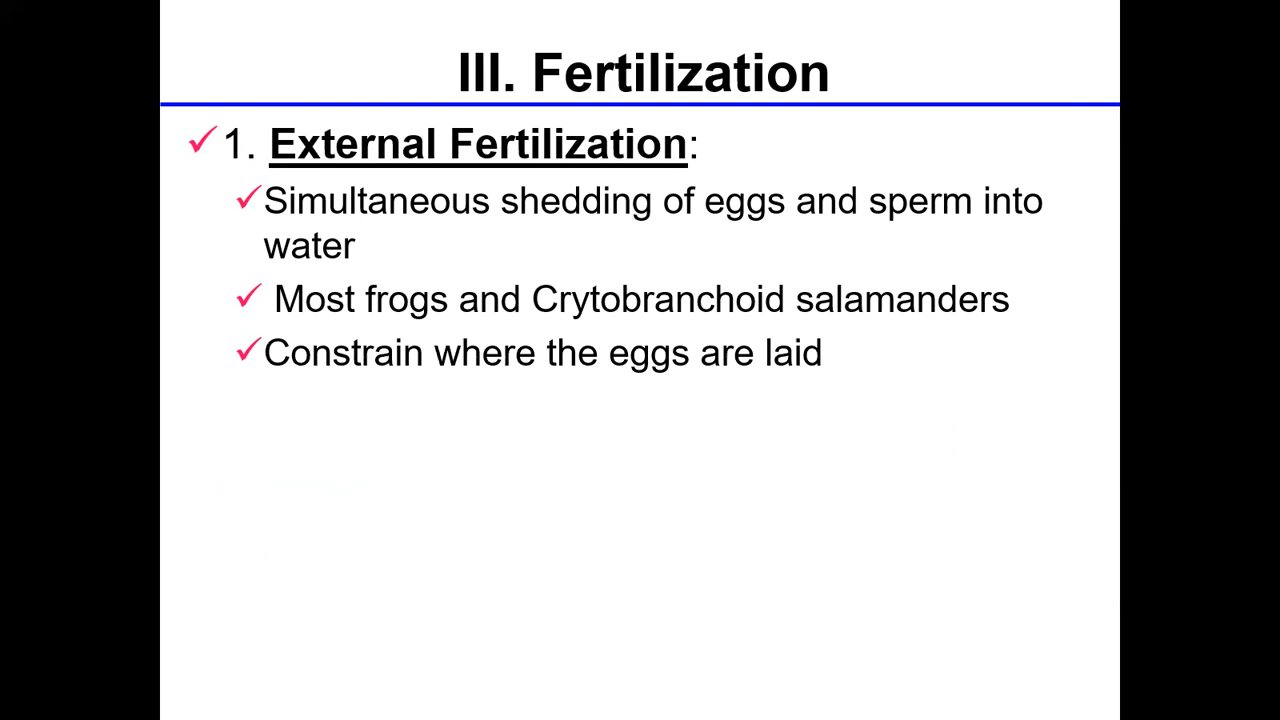 III. Fertilization
1. External Fertilization:
Simultaneous shedding of eggs and sperm into
water
Most frogs and Crytobranchoid salamanders
Constrain where the eggs are laid